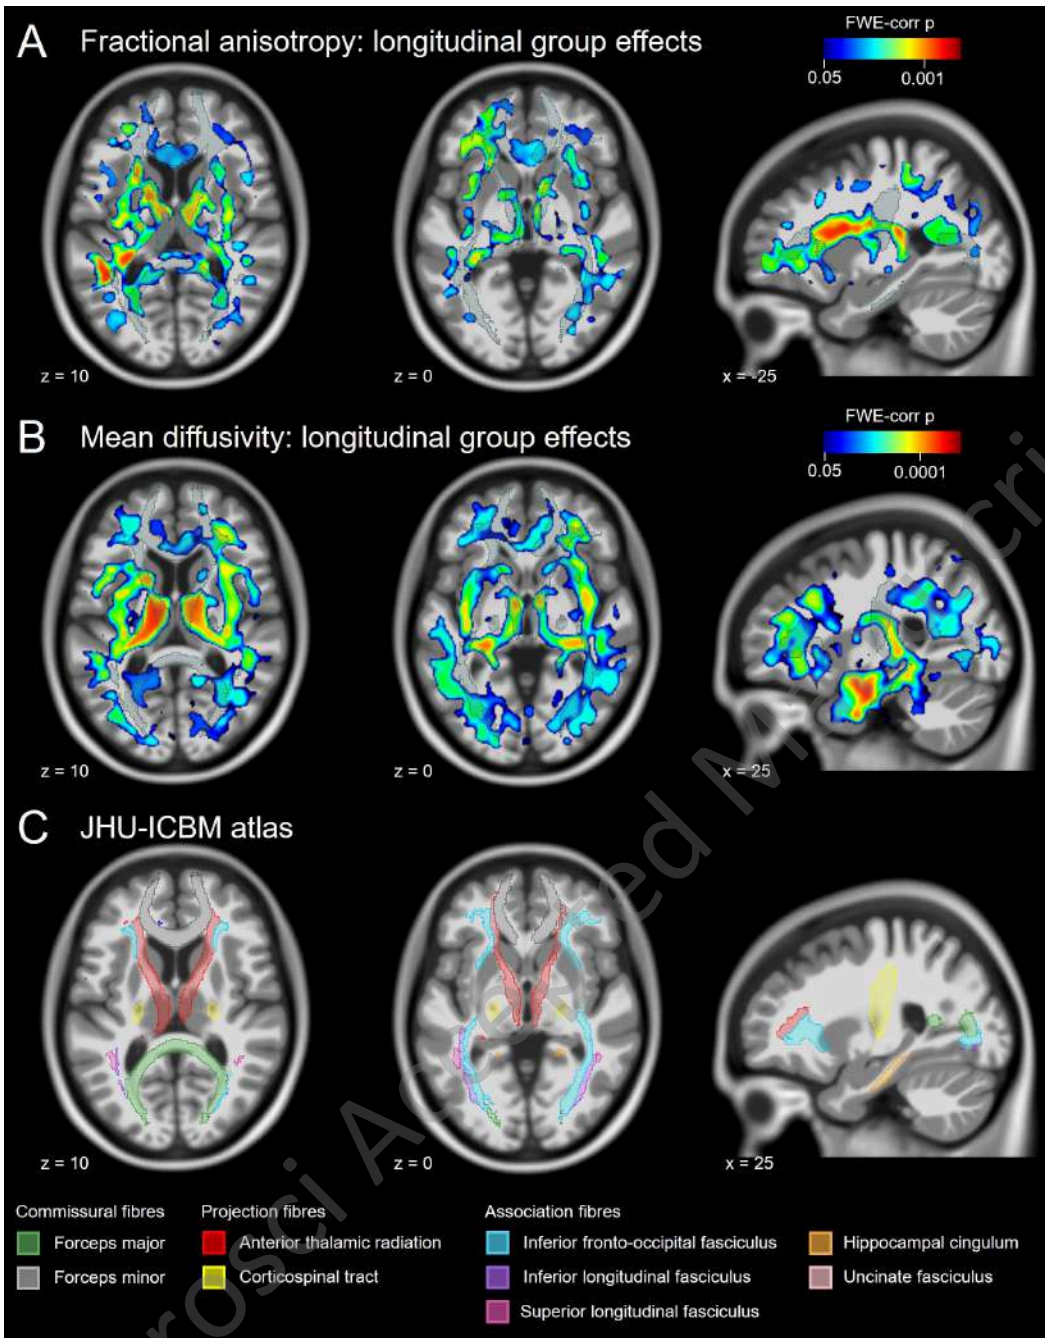 A Fractional anisotropy: longitudinal group effects
FWE-corr p
0.05 0.001
z = 10
z = 0
x = -25
B Mean diffusivity: longitudinal group effects
FWE-corr p
0.05 0.0001
z = 10
z = 0
x = 25
C JHU-ICBM atlas
z = 10
z = 0
x = 25
Commissural fibres
Projection fibres
Association fibres
Forceps major
Anterior thalamic radiation
Inferior fronto-occipital fasciculus
Hippocampal cingulum
Forceps minor
Corticospinal tract
Inferior longitudinal fasciculus
Uncinate fasciculus
Superior longitudinal fasciculus